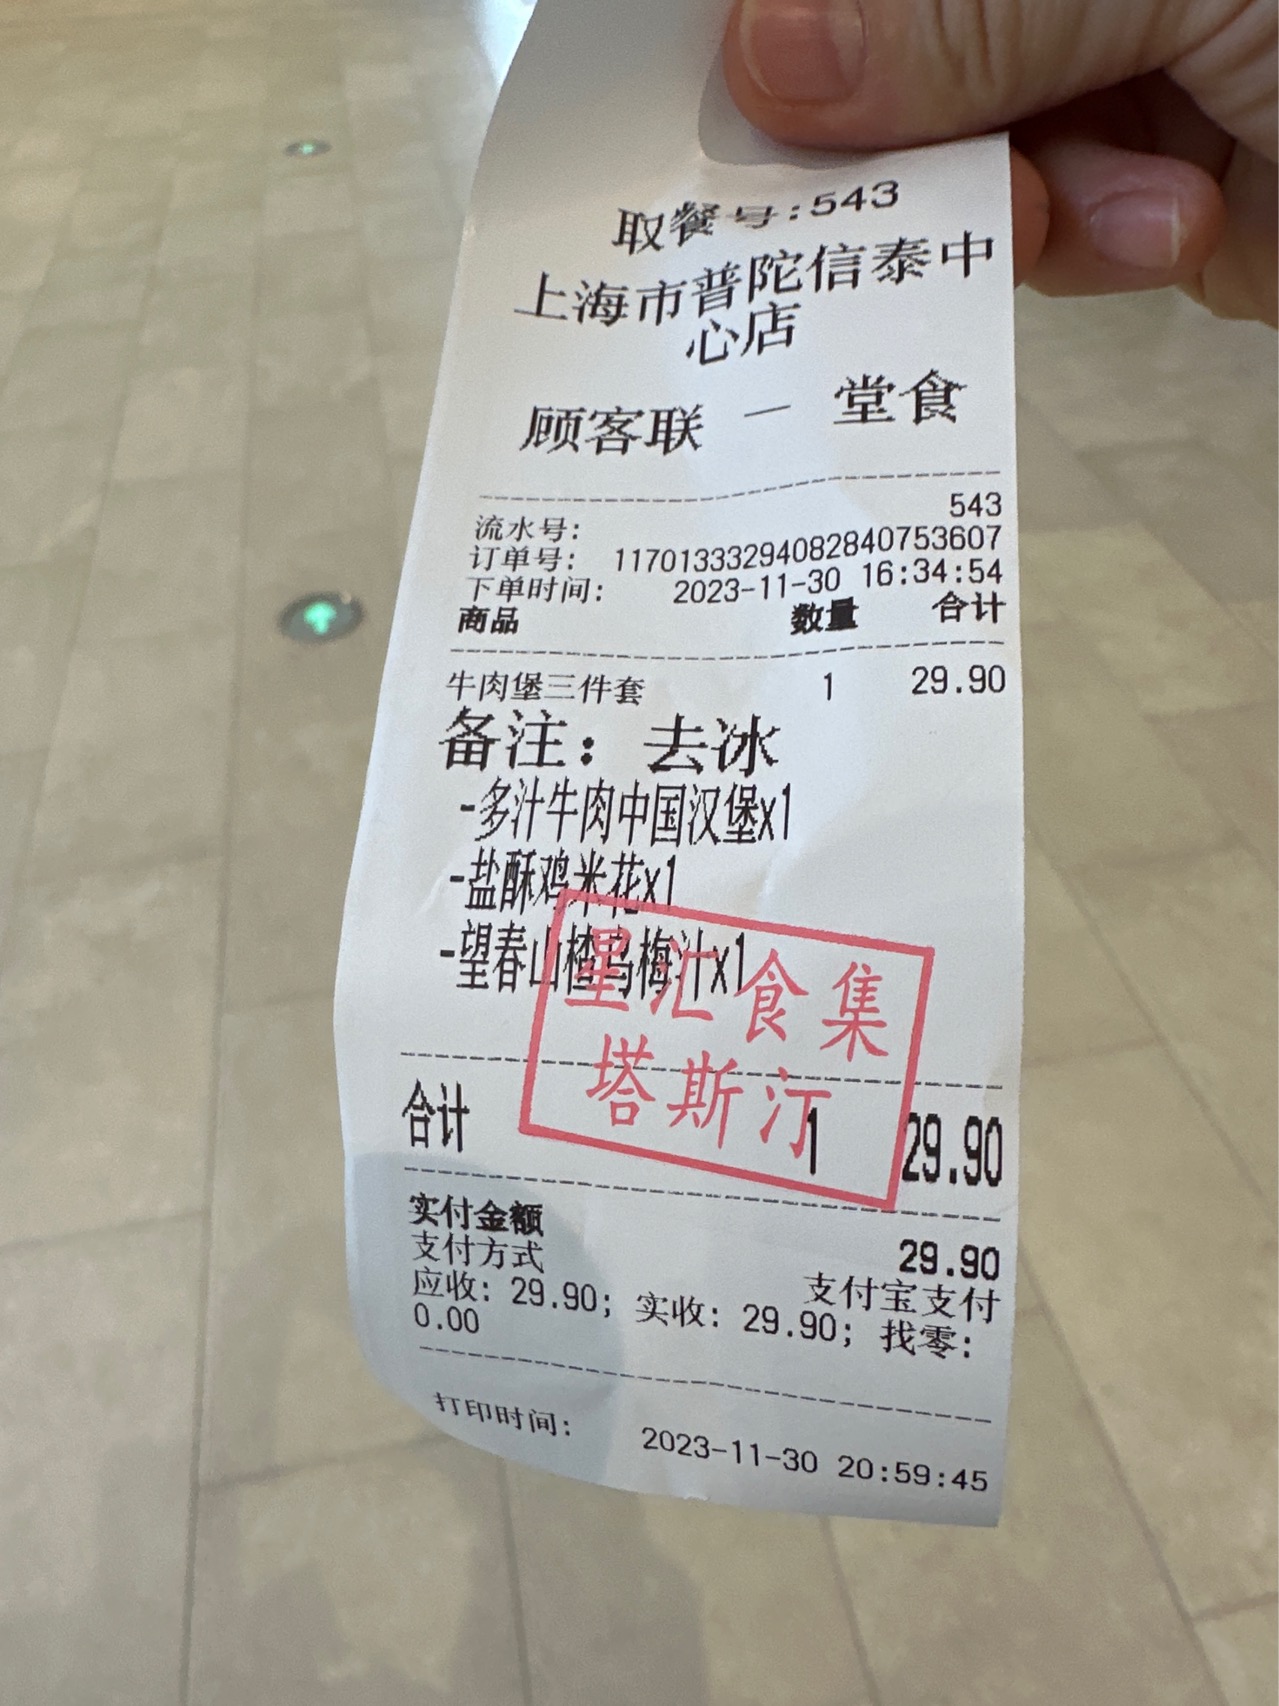 取餐号:543
上海市普陀信泰中
心店
顾客联 — 堂食
流水号: 543
订单号: 11701333294082840753607
下单时间: 2023-11-30 16:34:54
商品 数量 合计
牛肉堡三件套 1 29.90
备注: 去冰
-多汁牛肉中国汉堡x1
-盐酥鸡米花x1
-望春山楂乌梅汁x1
星汇食集
塔斯汀
合计 1 29.90
实付金额 29.90
支付方式 支付宝支付
应收: 29.90; 实收: 29.90; 找零:
0.00
打印时间: 2023-11-30 20:59:45